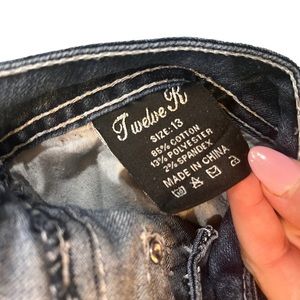 Twelve K
SIZE: 13
85% COTTON
13% POLYESTER
2% SPANDEX
MADE IN CHINA